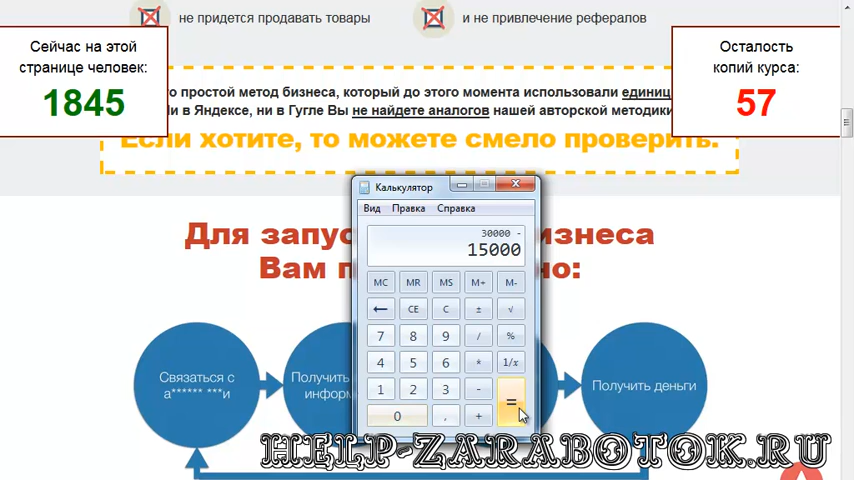 не придется продавать товары
и не привлечение рефералов
Сейчас на этой
странице человек:
1845
Осталость
копий курса:
57
о простой метод бизнеса, который до этого момента использовали
Ни в Яндексе, ни в Гугле Вы не найдете аналогов нашей авторской методики
Если хотите, то можете смело проверить.
Калькулятор
Вид Правка Справка
30000 -
15000
MC MR MS M+ M-
← CE C ± √
7 8 9 / %
4 5 6 * 1/x
1 2 3 - =
0 , +
Для
Вам
Связаться с
а****** ***и
Получить
Получить деньги
HELP-ZARABOTOK.RU